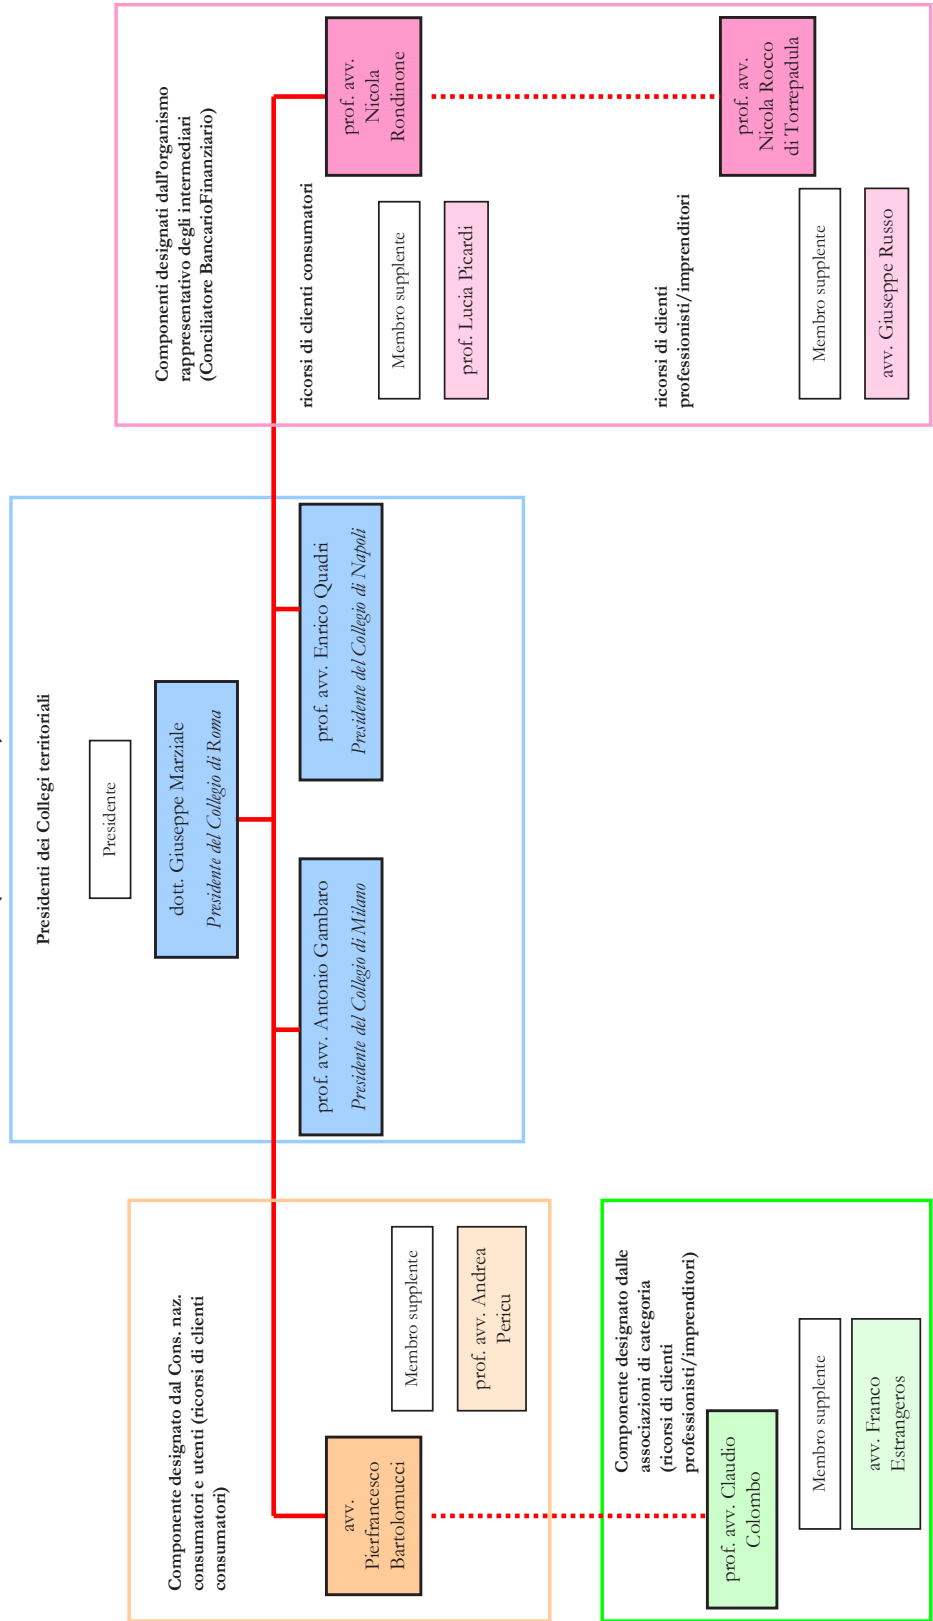 Presidenti dei Collegi territoriali
Presidente
dott. Giuseppe Marziale
Presidente del Collegio di Roma
prof. avv. Antonio Gambaro
Presidente del Collegio di Milano
prof. avv. Enrico Quadri
Presidente del Collegio di Napoli
Componente designato dal Cons. naz.
consumatori e utenti (ricorsi di clienti
consumatori)
avv.
Pierfrancesco
Bartolomucci
Membro supplente
prof. avv. Andrea
Pericu
Componente designato dalle
associazioni di categoria
(ricorsi di clienti
professionisti/imprenditori)
prof. avv. Claudio
Colombo
Membro supplente
avv. Franco
Estrangeros
Componenti designati dall'organismo
rappresentativo degli intermediari
(Conciliatore BancarioFinanziario)
ricorsi di clienti consumatori
prof. avv.
Nicola
Rondinone
Membro supplente
prof. Lucia Picardi
ricorsi di clienti
professionisti/imprenditori
prof. avv.
Nicola Rocco
di Torrepadula
Membro supplente
avv. Giuseppe Russo